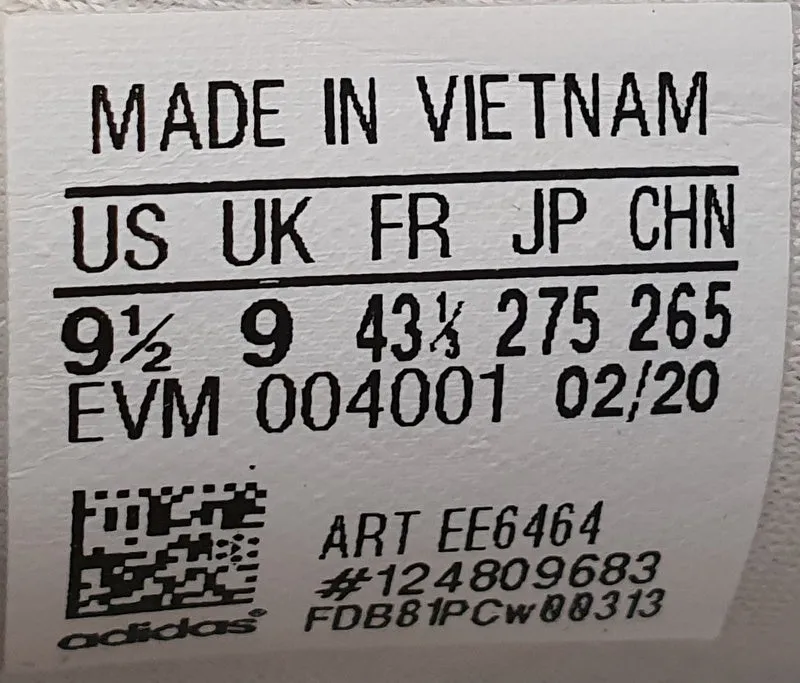 MADE IN VIETNAM
US UK FR JP CHN
9½ 9 43⅓ 275 265
EVM 004001 02/20
ART EE6464
#124809683
FDB81PCw00313
adidas®